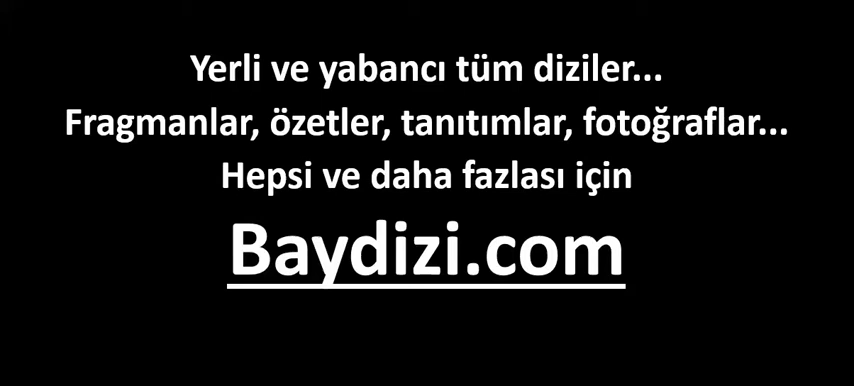 Yerli ve yabancı tüm diziler...
Fragmanlar, özetler, tanıtımlar, fotoğraflar...
Hepsi ve daha fazlası için
Baydizi.com